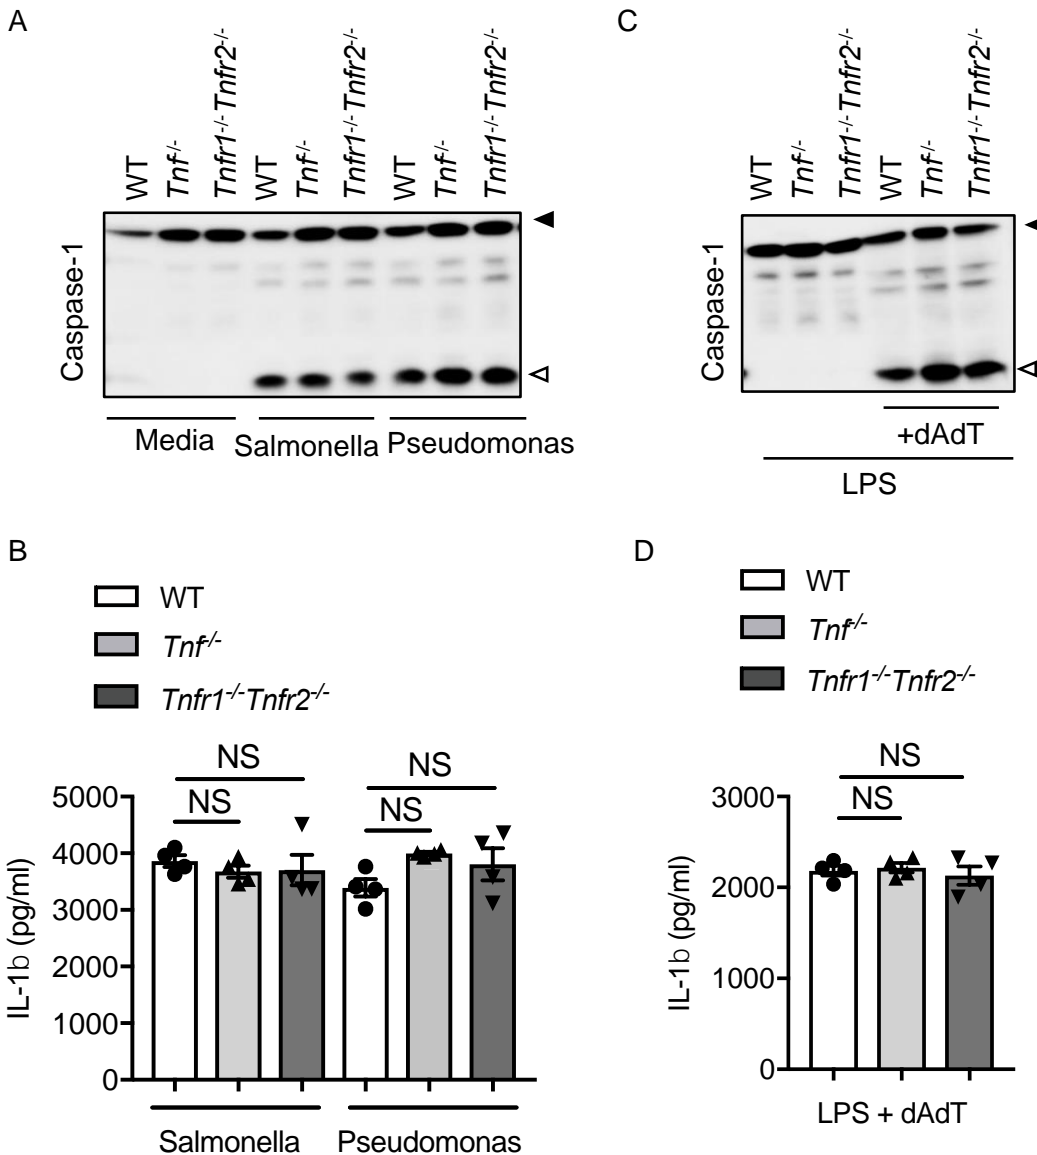 A
WT
Tnf-/-
Tnfr1-/-Tnfr2-/-
WT
Tnf-/-
Tnfr1-/-Tnfr2-/-
WT
Tnf-/-
Tnfr1-/-Tnfr2-/-
Caspase-1
Media
Salmonella
Pseudomonas
C
WT
Tnf-/-
Tnfr1-/-Tnfr2-/-
WT
Tnf-/-
Tnfr1-/-Tnfr2-/-
Caspase-1
+dAdT
LPS
B
WT
Tnf-/-
Tnfr1-/-Tnfr2-/-
NS
NS
NS
NS
5000
4000
3000
2000
1000
0
IL-1b (pg/ml)
Salmonella
Pseudomonas
D
WT
Tnf-/-
Tnfr1-/-Tnfr2-/-
NS
NS
3000
2000
1000
0
IL-1b (pg/ml)
LPS + dAdT